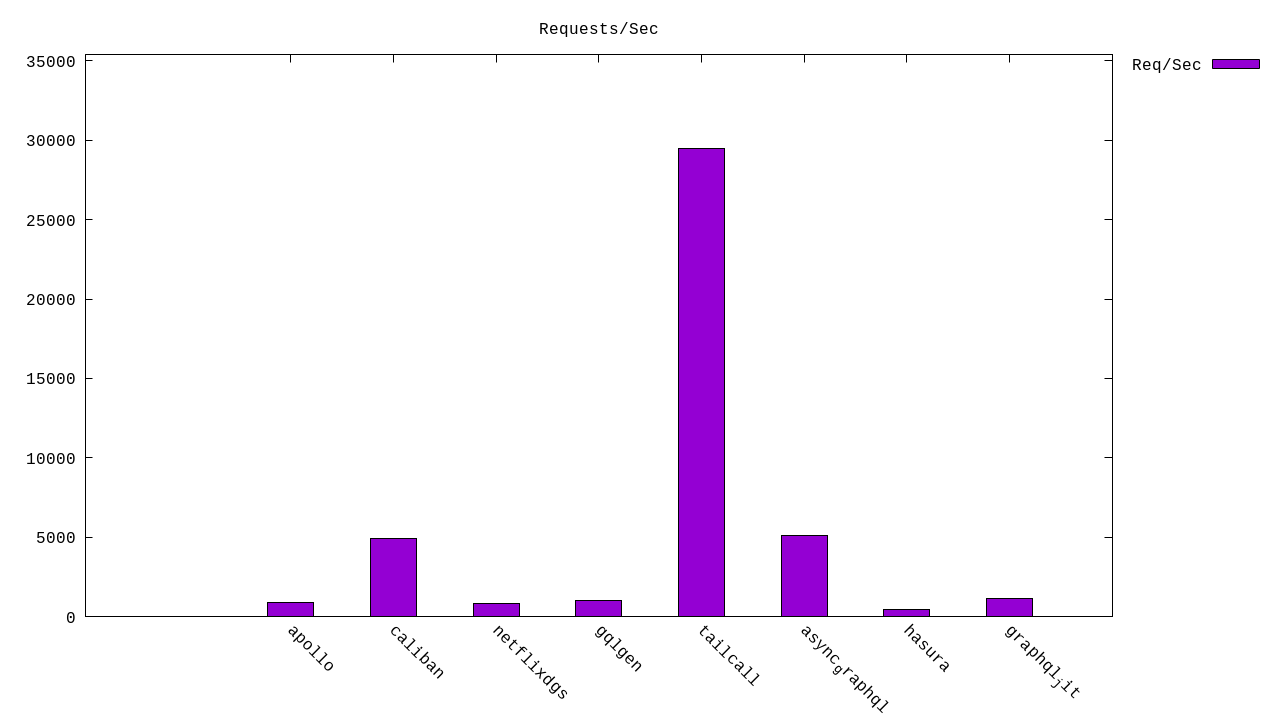 Requests/Sec
Req/Sec
35000
30000
25000
20000
15000
10000
5000
0
apollo
caliban
netflixdgs
gqlgen
tailcall
async_graphql
hasura
graphql_jit